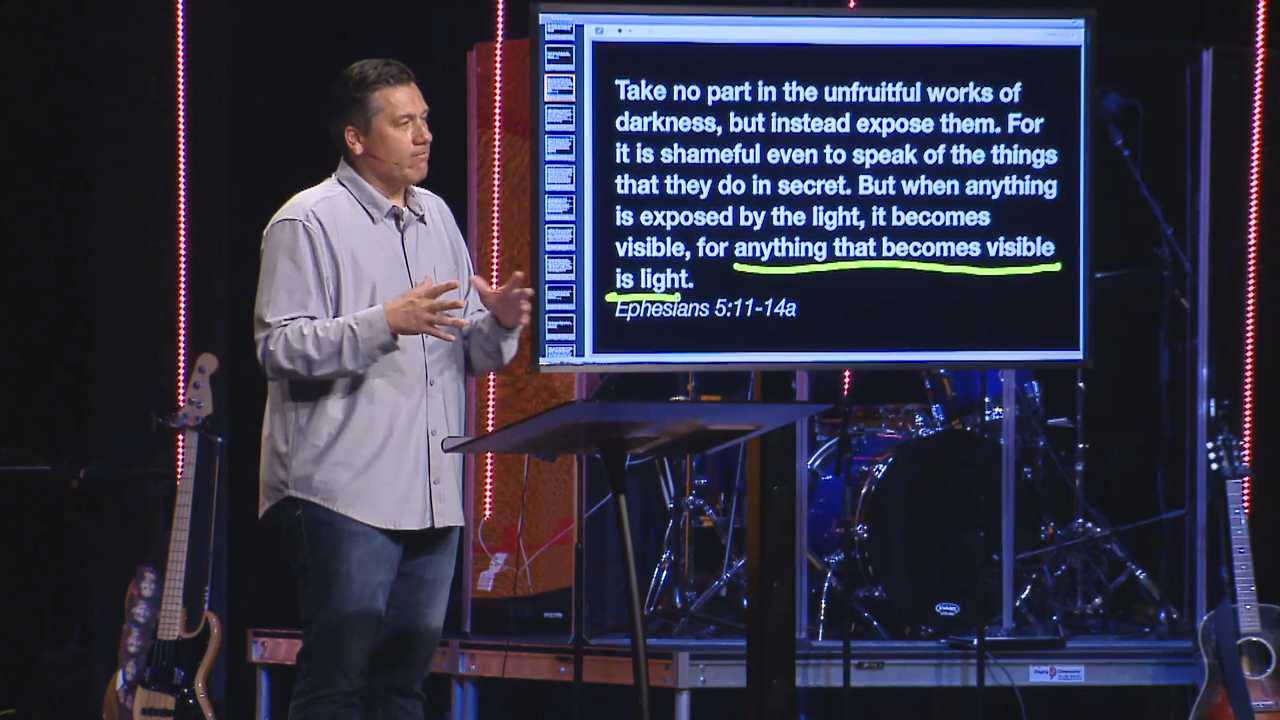 Take no part in the unfruitful works of
darkness, but instead expose them. For
it is shameful even to speak of the things
that they do in secret. But when anything
is exposed by the light, it becomes
visible, for anything that becomes visible
is light.
Ephesians 5:11-14a
EVANS